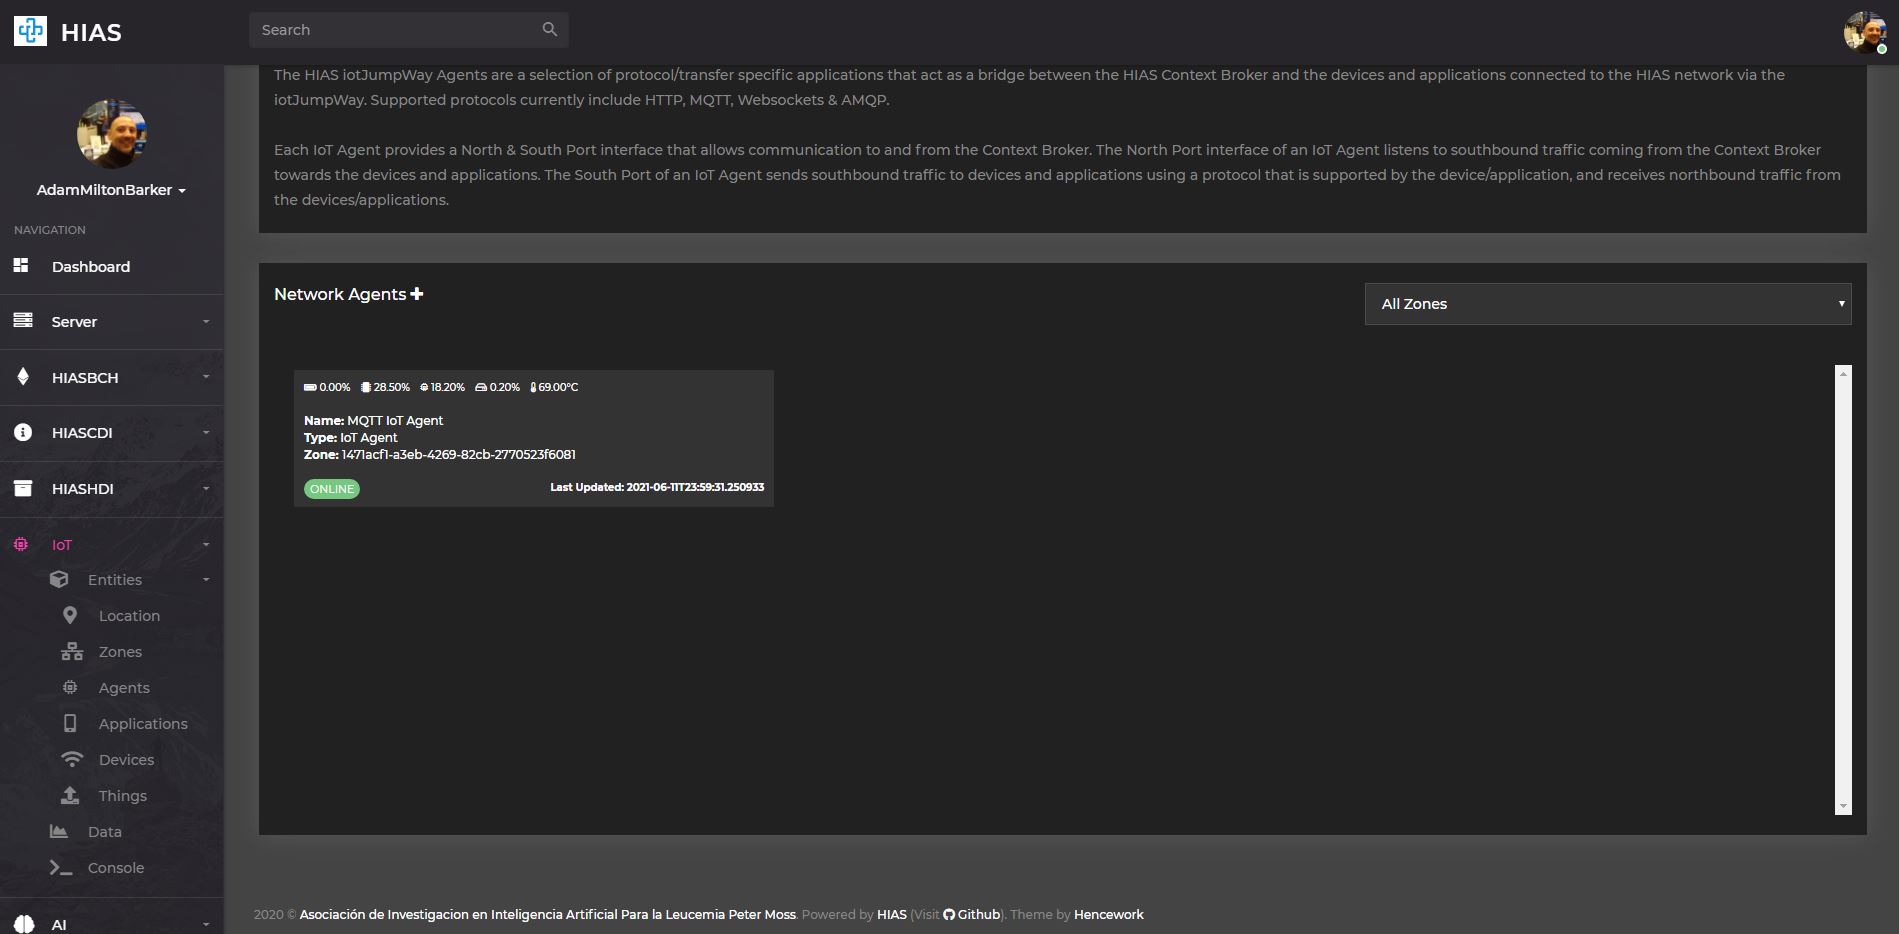 HIAS
Search
AdamMiltonBarker
NAVIGATION
Dashboard
Server
HIASBCH
HIASCDI
HIASHDI
IoT
Entities
Location
Zones
Agents
Applications
Devices
Things
Data
Console
AI
The HIAS iotJumpWay Agents are a selection of protocol/transfer specific applications that act as a bridge between the HIAS Context Broker and the devices and applications connected to the HIAS network via the
iotJumpWay. Supported protocols currently include HTTP, MQTT, Websockets & AMQP.
Each IoT Agent provides a North & South Port interface that allows communication to and from the Context Broker. The North Port interface of an IoT Agent listens to southbound traffic coming from the Context Broker
towards the devices and applications. The South Port of an IoT Agent sends southbound traffic to devices and applications using a protocol that is supported by the device/application, and receives northbound traffic from
the devices/applications.
Network Agents
All Zones
0.00% 28.50% 18.20% 0.20% 69.00°C
Name: MQTT IoT Agent
Type: IoT Agent
Zone: 1471acf1-a3eb-4269-82cb-2770523f6081
ONLINE Last Updated: 2021-06-11T23:59:31.250933
2020 © Asociación de Investigacion en Inteligencia Artificial Para la Leucemia Peter Moss. Powered by HIAS (Visit Github). Theme by Hencework